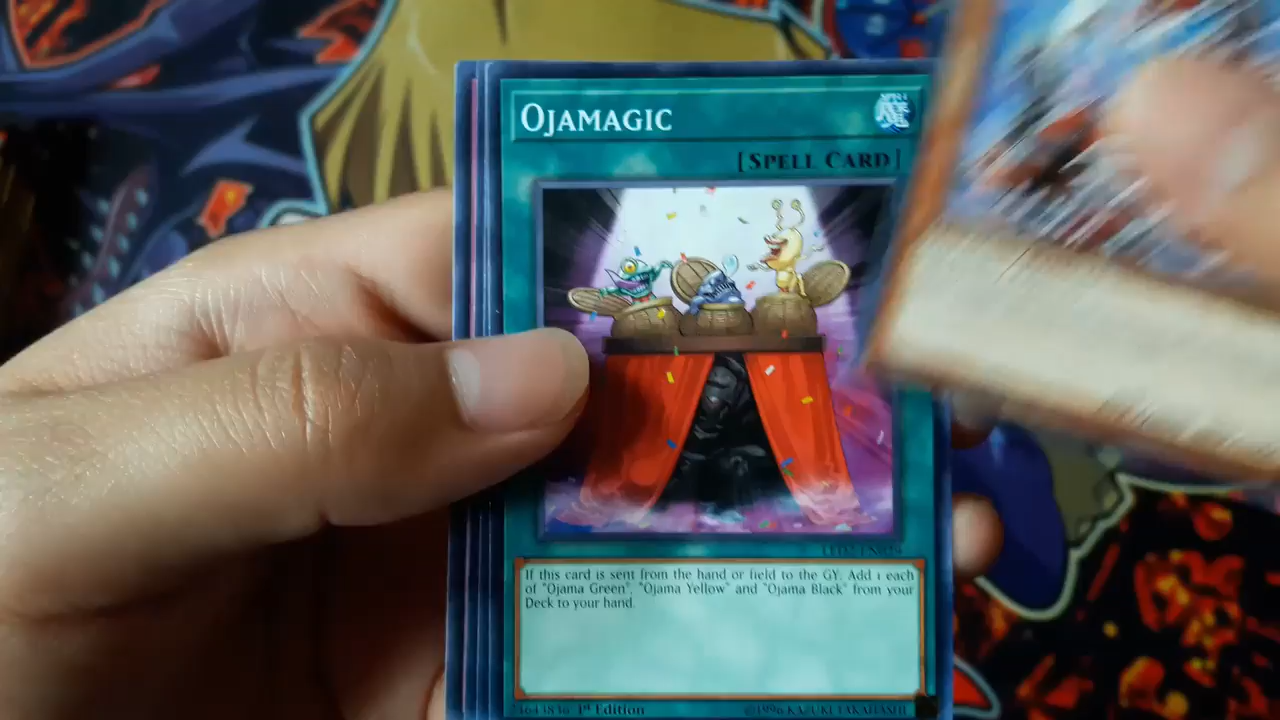 OJAMAGIC
[SPELL CARD]
If this card is sent from the hand or field to the GY: Add 1 each
of "Ojama Green", "Ojama Yellow" and "Ojama Black" from your
Deck to your hand.
1st Edition
©1996 KAZUKI TAKAHASHI